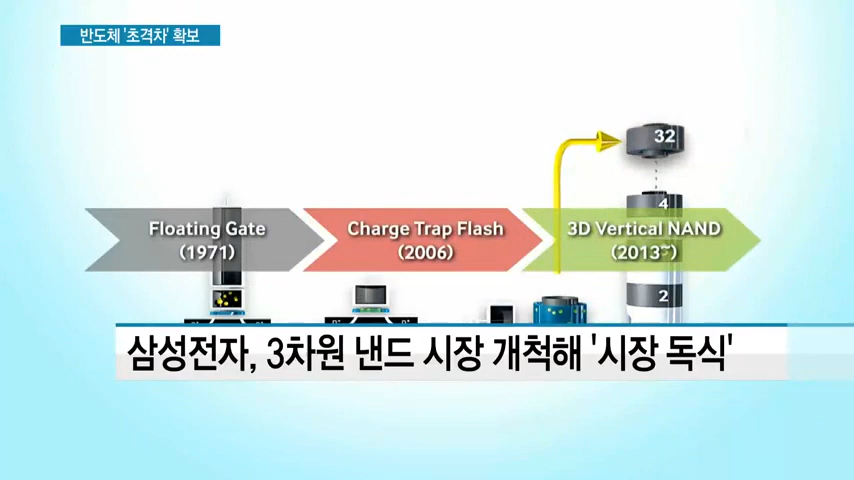 반도체 '초격차' 확보
32
4
Floating Gate
(1971)
Charge Trap Flash
(2006)
3D Vertical NAND
(2013~)
2
삼성전자, 3차원 낸드 시장 개척해 '시장 독식'